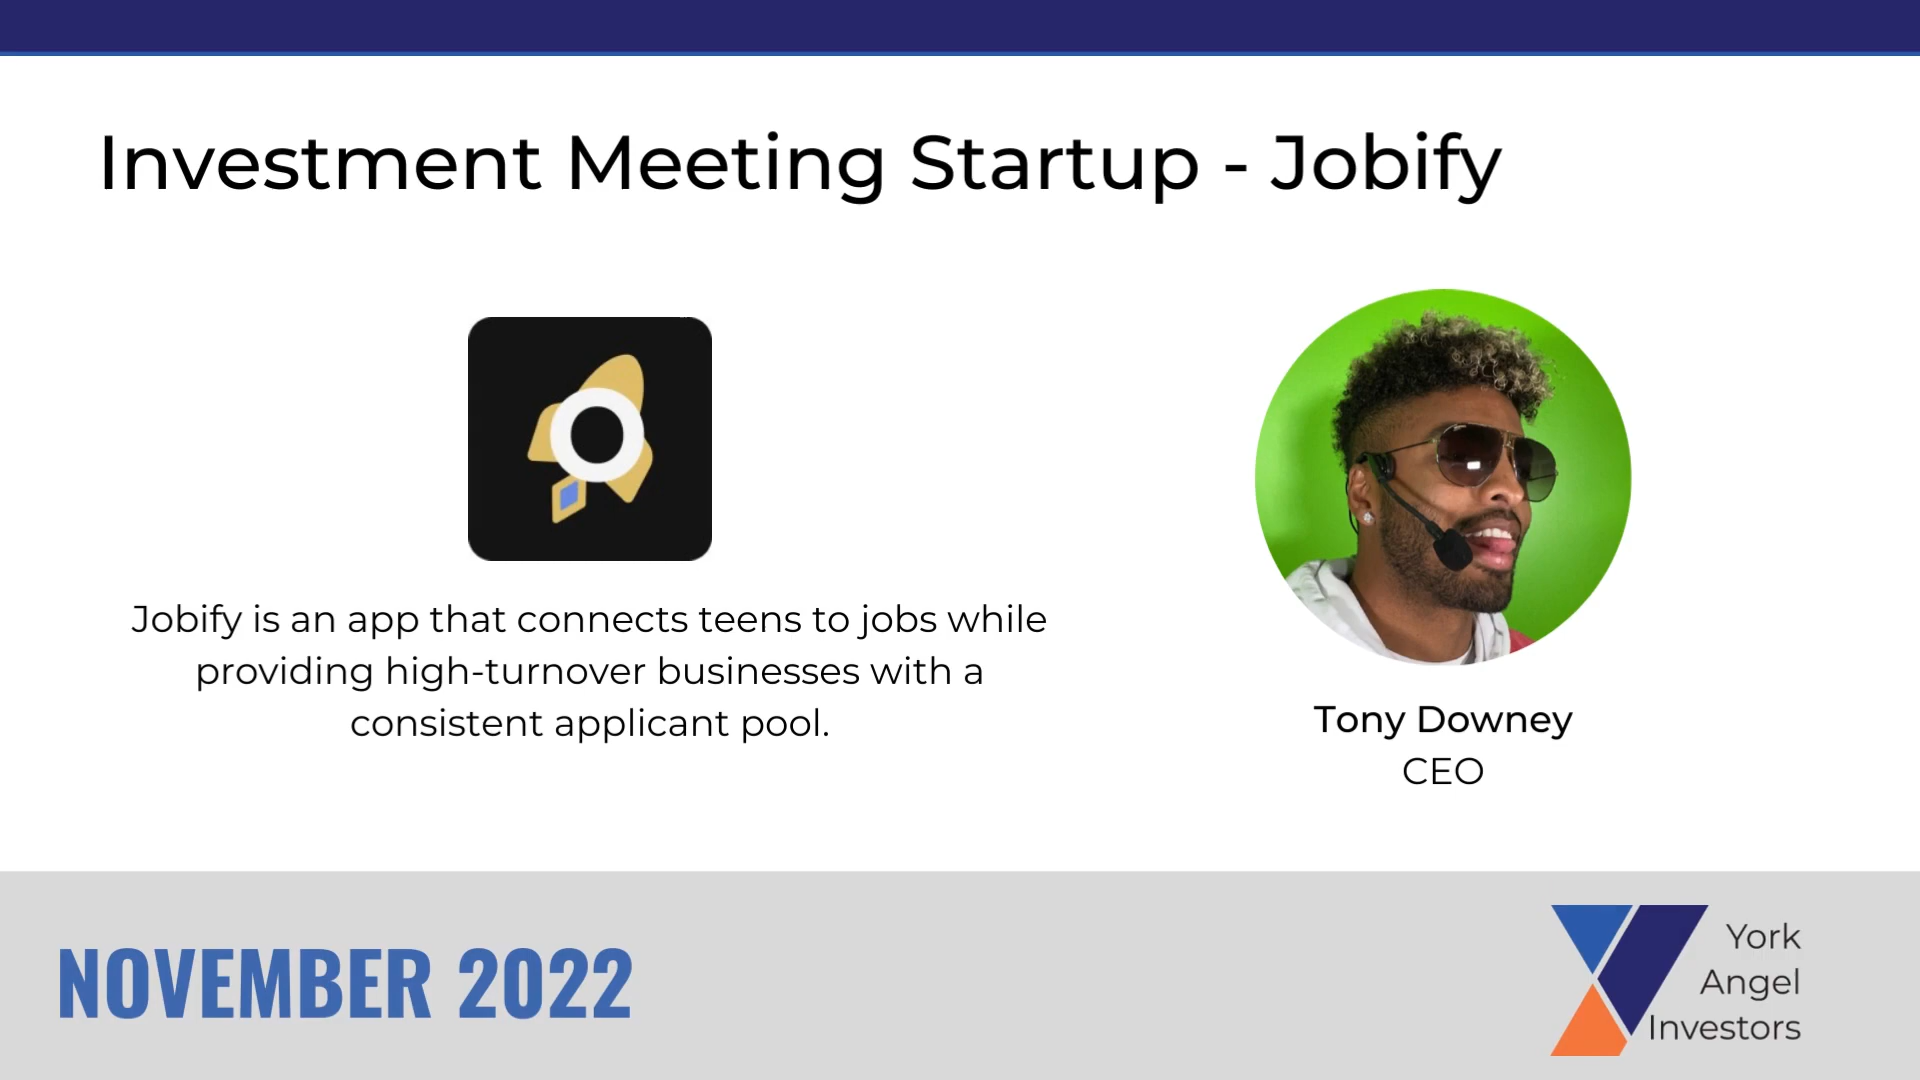 Investment Meeting Startup - Jobify
Jobify is an app that connects teens to jobs while
providing high-turnover businesses with a
consistent applicant pool.
Tony Downey
CEO
NOVEMBER 2022
York
Angel
Investors